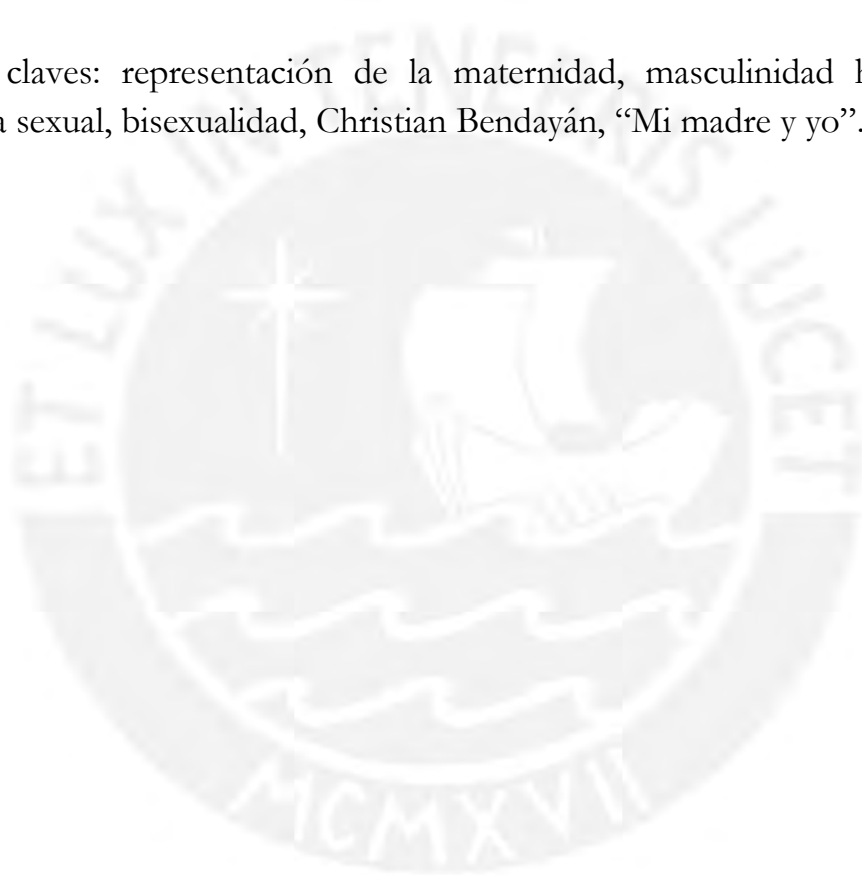 claves: representación de la maternidad, masculinidad
sexual, bisexualidad, Christian Bendayán, “Mi madre y yo”.
ET LUX IN TENEBRIS LUCET
MCMXVII